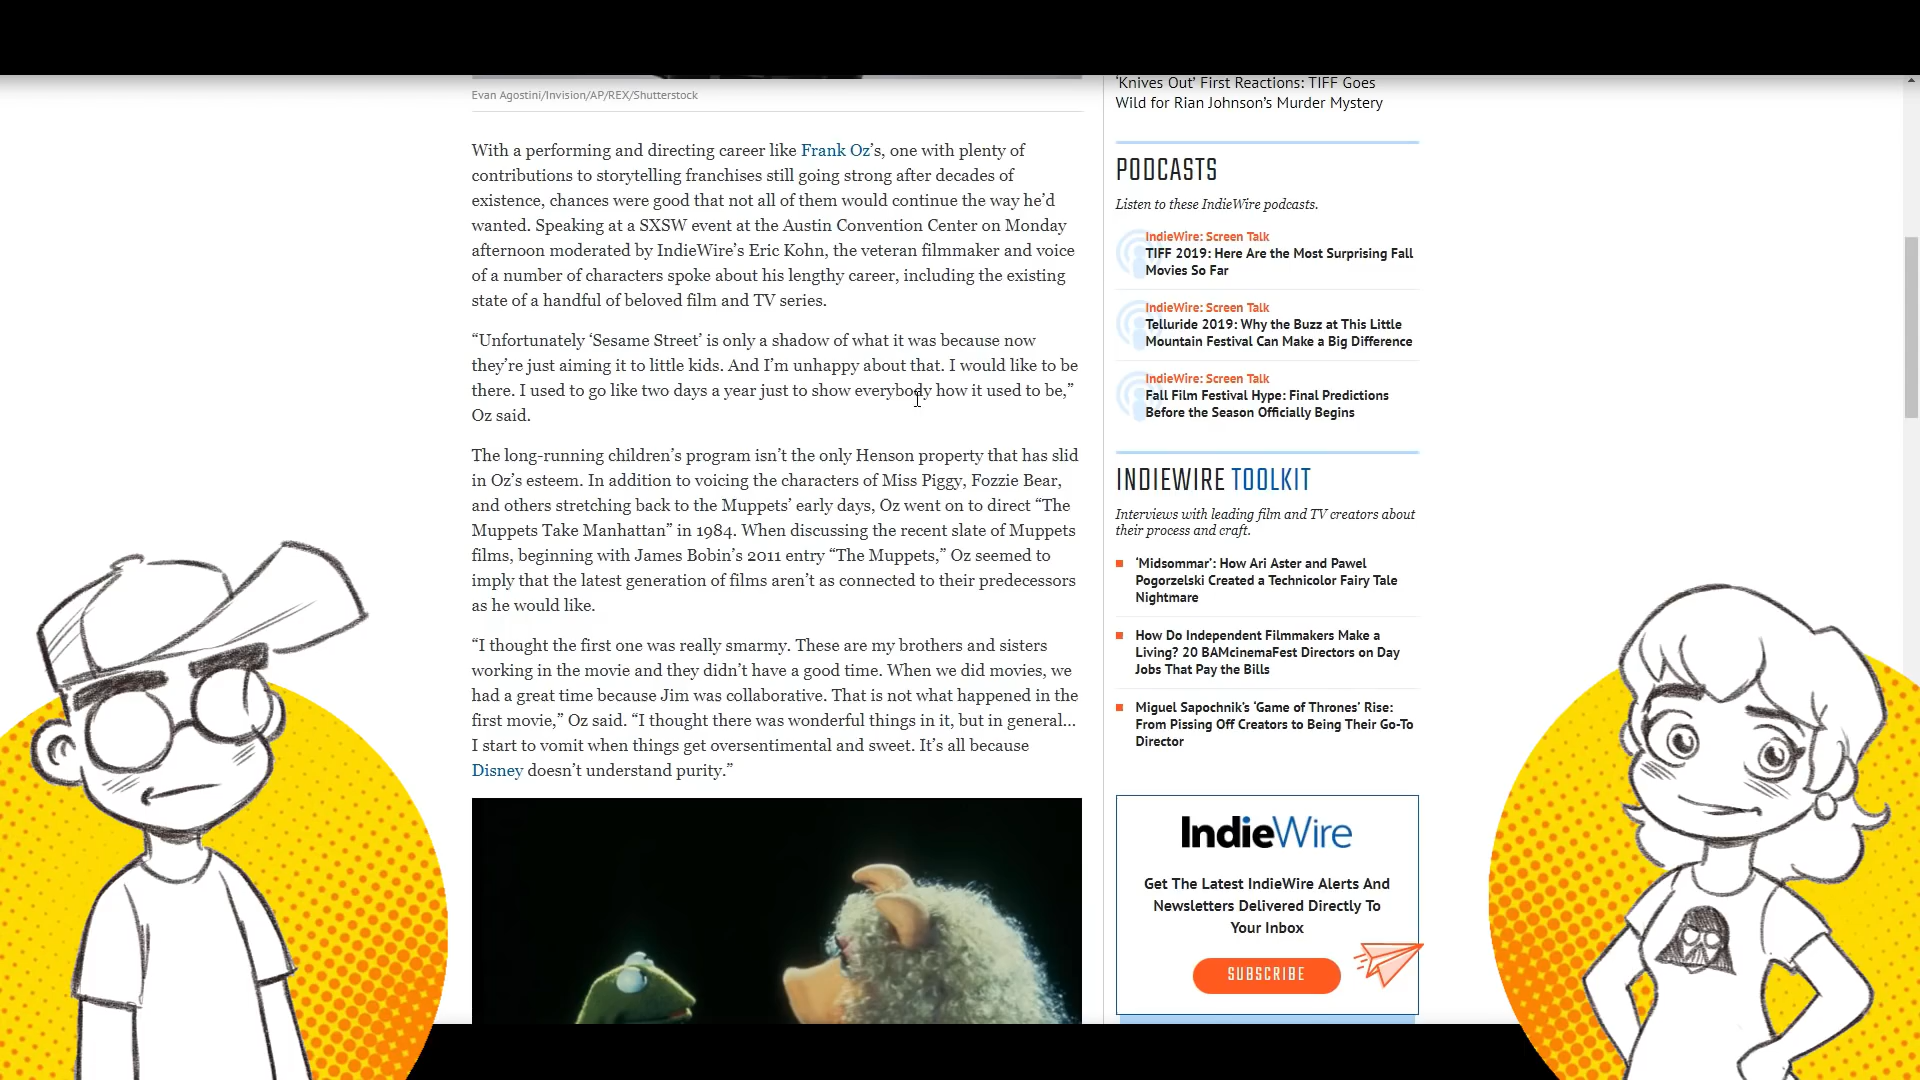 Evan Agostini/Invision/AP/REX/Shutterstock
With a performing and directing career like Frank Oz's, one with plenty of
contributions to storytelling franchises still going strong after decades of
existence, chances were good that not all of them would continue the way he'd
wanted. Speaking at a SXSW event at the Austin Convention Center on Monday
afternoon moderated by IndieWire's Eric Kohn, the veteran filmmaker and voice
of a number of characters spoke about his lengthy career, including the existing
state of a handful of beloved film and TV series.
“Unfortunately ‘Sesame Street’ is only a shadow of what it was because now
they're just aiming it to little kids. And I'm unhappy about that. I would like to be
there. I used to go like two days a year just to show everybody how it used to be,”
Oz said.
The long-running children's program isn't the only Henson property that has slid
in Oz's esteem. In addition to voicing the characters of Miss Piggy, Fozzie Bear,
and others stretching back to the Muppets' early days, Oz went on to direct “The
Muppets Take Manhattan” in 1984. When discussing the recent slate of Muppets
films, beginning with James Bobin's 2011 entry “The Muppets,” Oz seemed to
imply that the latest generation of films aren't as connected to their predecessors
as he would like.
“I thought the first one was really smarmy. These are my brothers and sisters
working in the movie and they didn't have a good time. When we did movies, we
had a great time because Jim was collaborative. That is not what happened in the
first movie,” Oz said. “I thought there was wonderful things in it, but in general…
I start to vomit when things get oversentimental and sweet. It's all because
Disney doesn't understand purity.”
‘Knives Out’ First Reactions: TIFF Goes
Wild for Rian Johnson's Murder Mystery
PODCASTS
Listen to these IndieWire podcasts.
IndieWire: Screen Talk
TIFF 2019: Here Are the Most Surprising Fall
Movies So Far
IndieWire: Screen Talk
Telluride 2019: Why the Buzz at This Little
Mountain Festival Can Make a Big Difference
IndieWire: Screen Talk
Fall Film Festival Hype: Final Predictions
Before the Season Officially Begins
INDIEWIRE TOOLKIT
Interviews with leading film and TV creators about
their process and craft.
‘Midsommar’: How Ari Aster and Pawel
Pogorzelski Created a Technicolor Fairy Tale
Nightmare
How Do Independent Filmmakers Make a
Living? 20 BAMcinemaFest Directors on Day
Jobs That Pay the Bills
Miguel Sapochnik's ‘Game of Thrones’ Rise:
From Pissing Off Creators to Being Their Go-To
Director
IndieWire
Get The Latest IndieWire Alerts And
Newsletters Delivered Directly To
Your Inbox
SUBSCRIBE